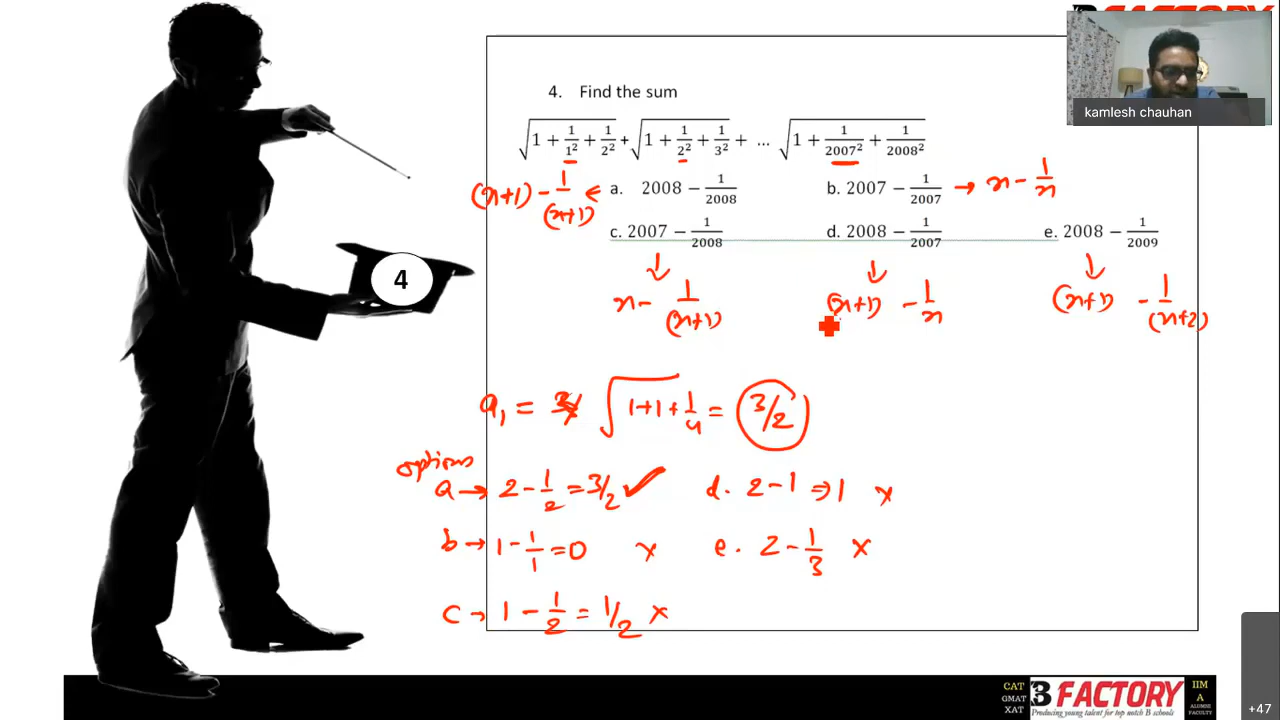 B FACTORY
kamlesh chauhan
4. Find the sum
√(1 + 1/1² + 1/2²) + √(1 + 1/2² + 1/3²) + ... √(1 + 1/2007² + 1/2008²)
(n+1) - 1/(n+1) ← a. 2008 − 1/2008 b. 2007 − 1/2007 → n - 1/n
c. 2007 − 1/2008 d. 2008 − 1/2007 e. 2008 − 1/2009
↓ ↓ ↓
n - 1/(n+1) (n+1) - 1/n (n+1) - 1/(n+2)
4
a₁ = √(1+1+1/4) = 3/2
options
a → 2 - 1/2 = 3/2 ✓ d. 2 - 1 ⇒ 1 x
b → 1 - 1/1 = 0 x e. 2 - 1/3 x
c → 1 - 1/2 = 1/2 x
CAT
GMAT
XAT
B FACTORY
Producing young talent for top notch B schools
IIM
A
ALUMNI
FACULTY
+47